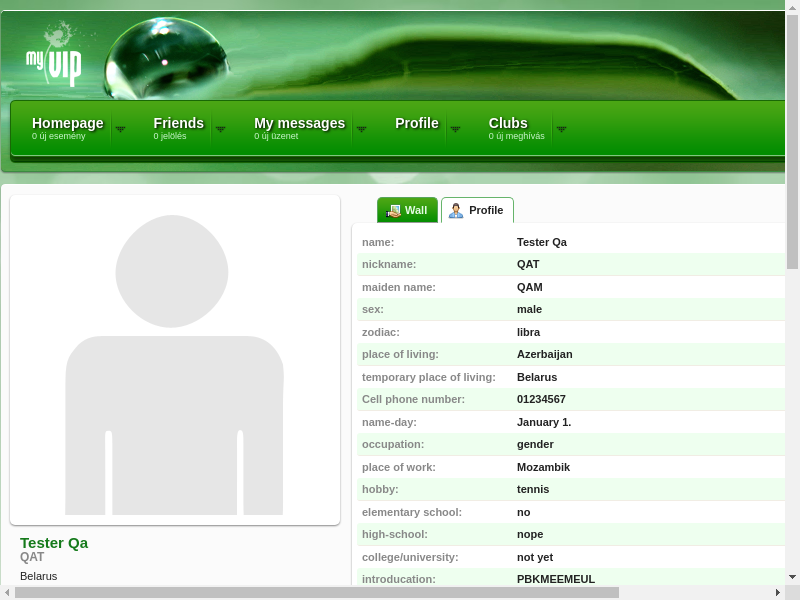 my VIP
Homepage Friends My messages Profile Clubs
0 új esemény 0 jelölés 0 új üzenet 0 új meghívás
Wall Profile
name: Tester Qa
nickname: QAT
maiden name: QAM
sex: male
zodiac: libra
place of living: Azerbaijan
temporary place of living: Belarus
Cell phone number: 01234567
name-day: January 1.
occupation: gender
place of work: Mozambik
hobby: tennis
elementary school: no
high-school: nope
college/university: not yet
introducation: PBKMEEMEUL
Tester Qa
QAT
Belarus